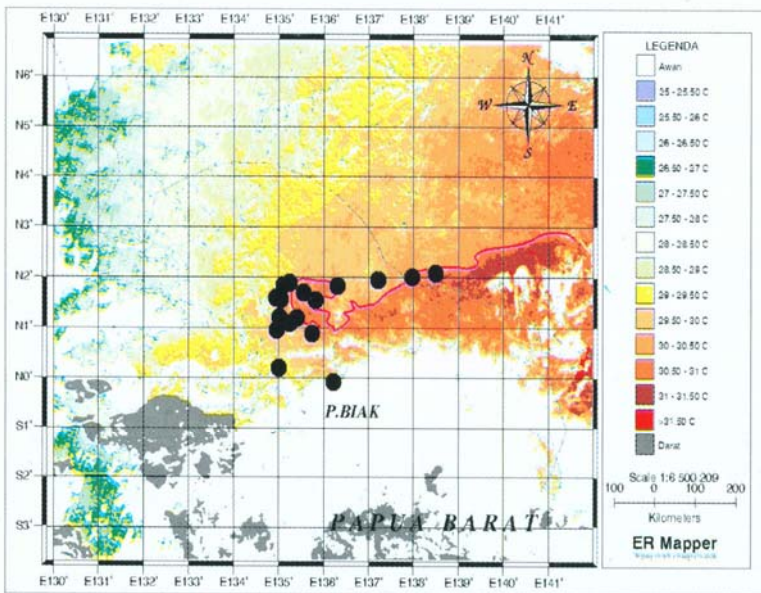 E130° E131° E132° E133° E134° E135° E136° E137° E138° E139° E140° E141°
N6°
N5°
N4°
N3°
N2°
N1°
N0°
S1°
S2°
S3°
N
W E
S
P.BIAK
PAPUA BARAT
E130° E131° E132° E133° E134° E135° E136° E137° E138° E139° E140° E141°
LEGENDA
Awan
25 - 25.50 C
25.50 - 26 C
26 - 26.50 C
26.50 - 27 C
27 - 27.50 C
27.50 - 28 C
28 - 28.50 C
28.50 - 29 C
29 - 29.50 C
29.50 - 30 C
30 - 30.50 C
30.50 - 31 C
31 - 31.50 C
>31.50 C
Darat
Scale 1:6 500 209
100 0 100 200
Kilometers
ER Mapper